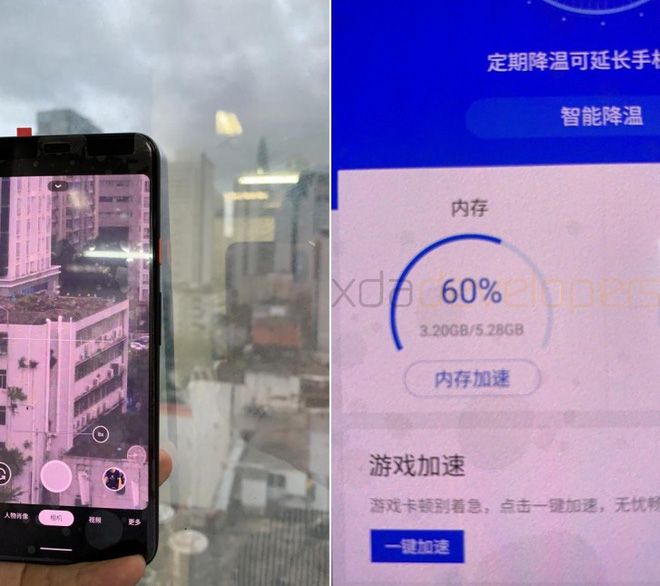 人物肖像 相机 视频 更多
定期降温可延长手
智能降温
内存
xdadevelopers
60%
3.20GB/5.28GB
内存加速
游戏加速
游戏卡顿别着急，点击一键加速，无忧畅
一键加速